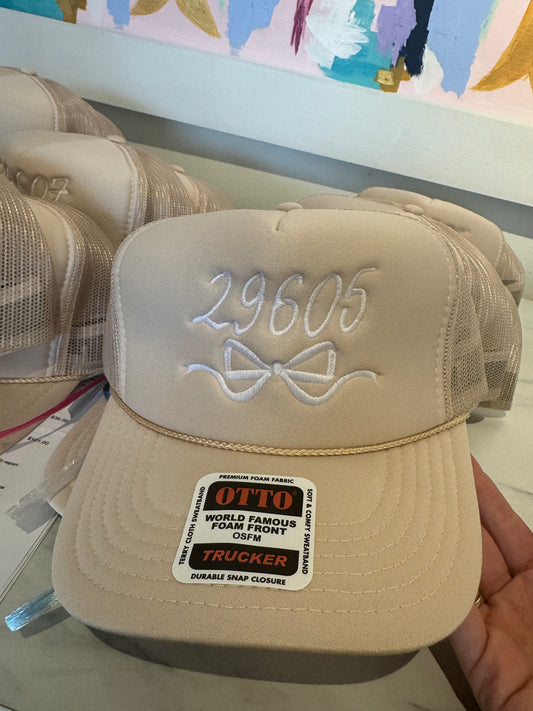 29605
PREMIUM FOAM FABRIC
OTTO
WORLD FAMOUS
FOAM FRONT
OSFM
TRUCKER
DURABLE SNAP CLOSURE
TERRY CLOTH SWEATBAND
SOFT & COMFY SWEATBAND
607